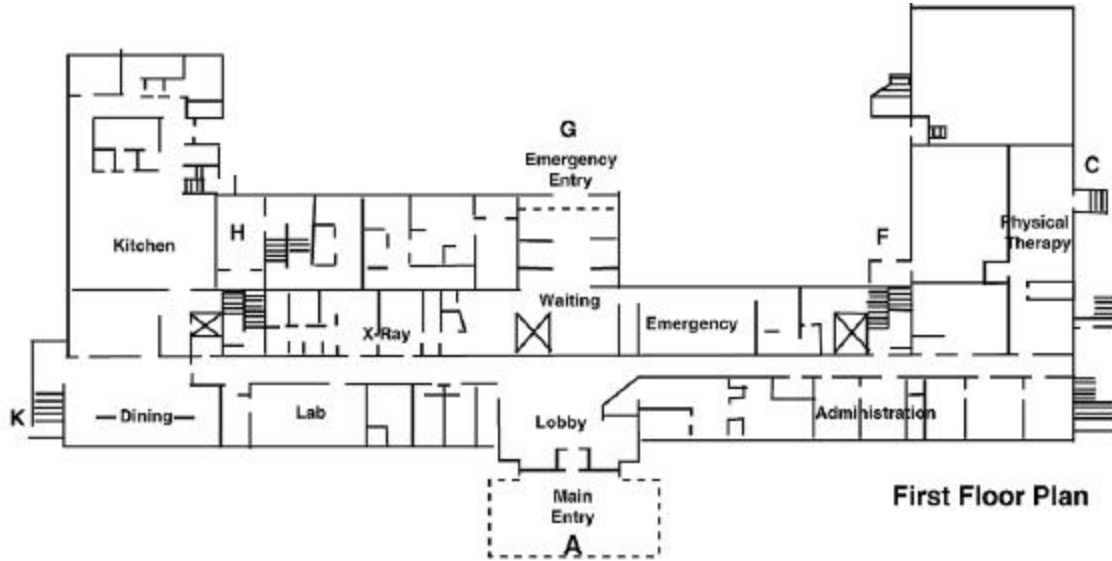 G
Emergency
Entry
C
Physical
Therapy
H
F
Kitchen
Waiting
X-Ray
Emergency
K
Dining
Lab
Lobby
Administration
Main
Entry
A
First Floor Plan